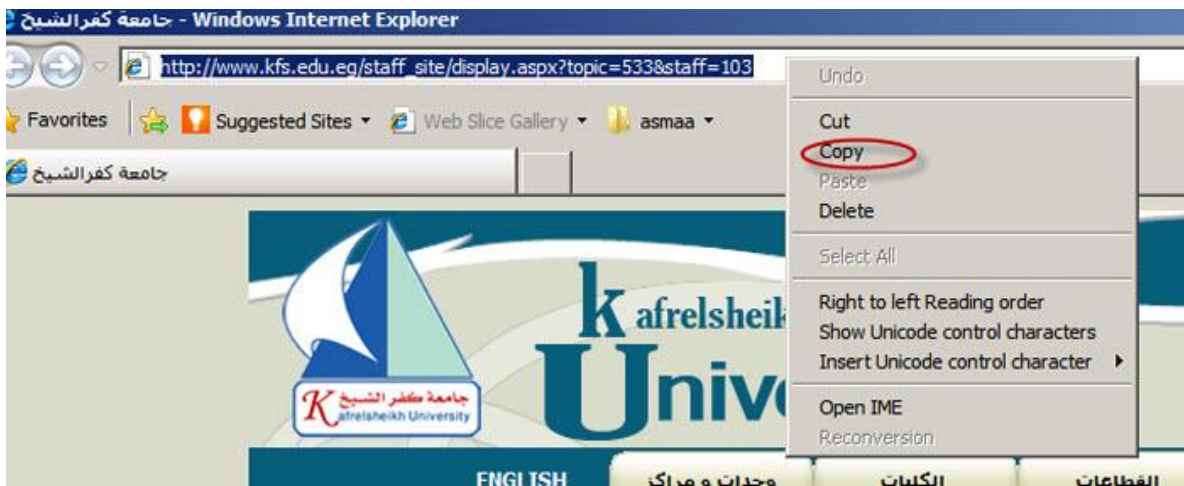 جامعة كفرالشيخ - Windows Internet Explorer
http://www.kfs.edu.eg/staff_site/display.aspx?topic=533&staff=103
Favorites
Suggested Sites
Web Slice Gallery
asmaa
جامعة كفرالشيخ
Undo
Cut
Copy
Paste
Delete
Select All
Right to left Reading order
Show Unicode control characters
Insert Unicode control character
Open IME
Reconversion
Kafrelsheik
Unive
جامعة كفر الشيخ
Kafrelsheikh University
ENGLISH
وحدات و مراكز
الكليات
القطاعات